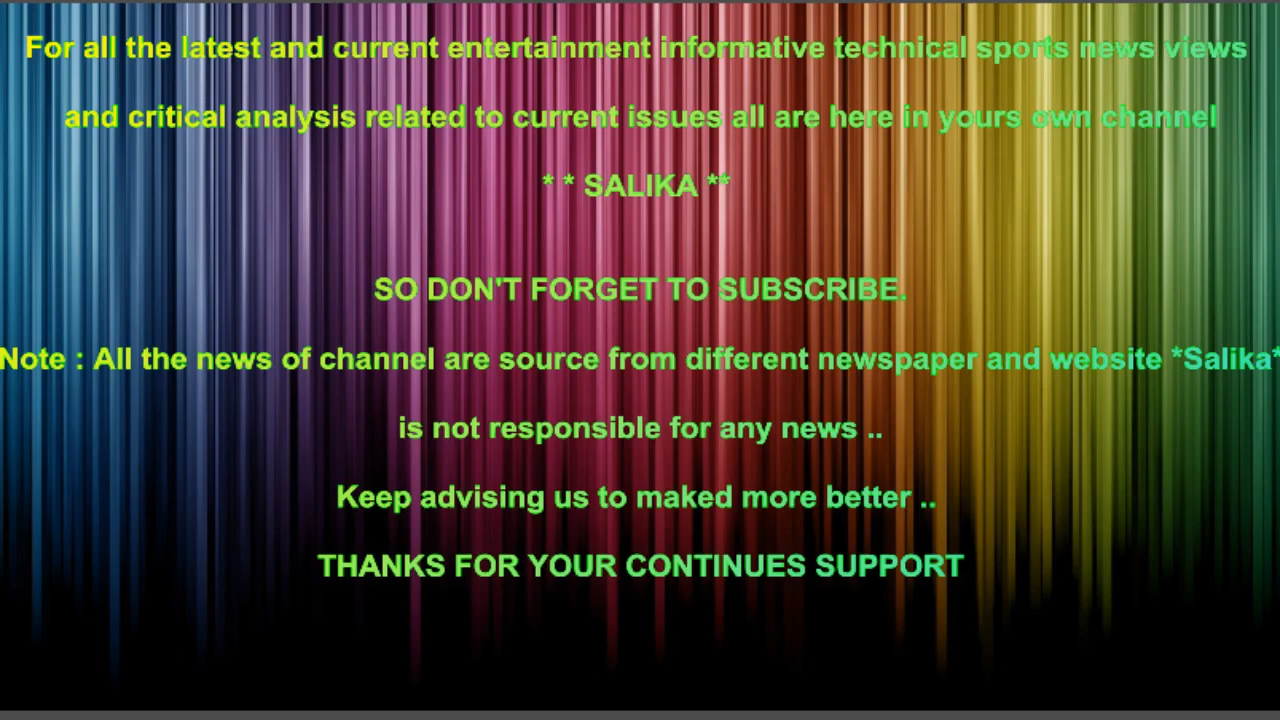 For all the latest and current entertainment informative technical sports news views
and critical analysis related to current issues all are here in yours own channel
* * SALIKA **
SO DON'T FORGET TO SUBSCRIBE.
Note : All the news of channel are source from different newspaper and website *Salika*
is not responsible for any news ..
Keep advising us to maked more better ..
THANKS FOR YOUR CONTINUES SUPPORT